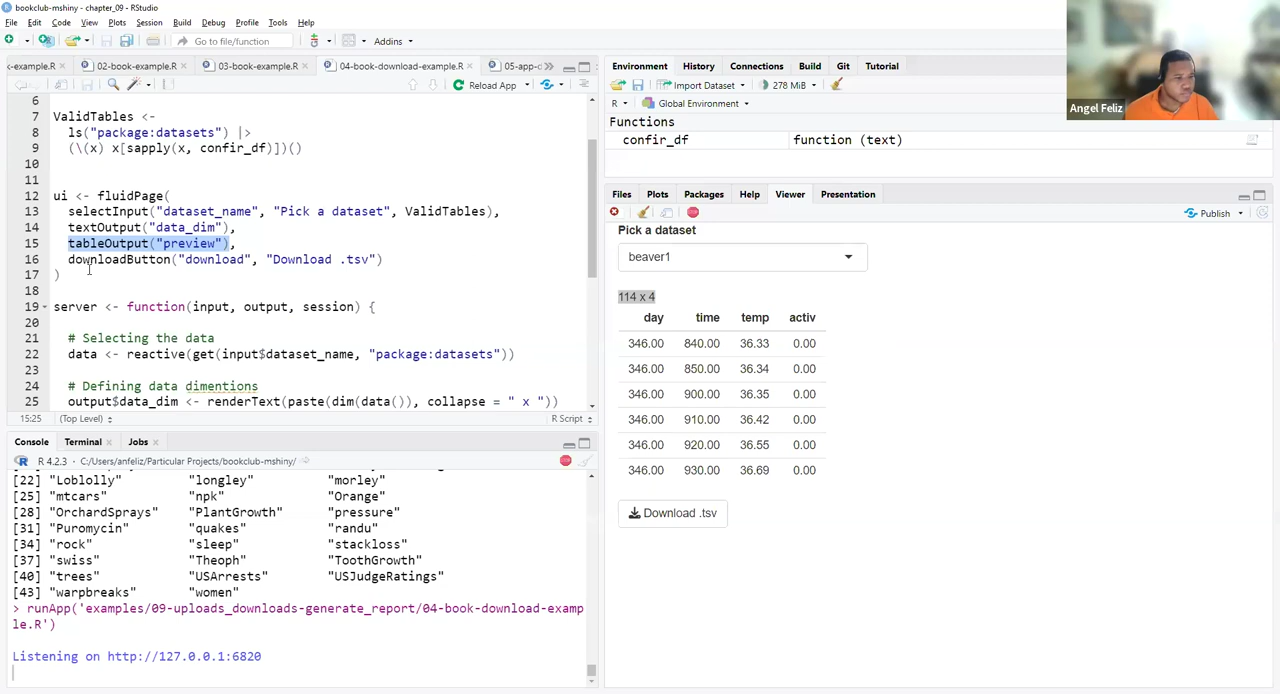 bookclub-mshiny - chapter_09 - RStudio
File Edit Code View Plots Session Build Debug Profile Tools Help
Go to file/function Addins
<-example.R 02-book-example.R 03-book-example.R 04-book-download-example.R 05-app-c
Reload App
6
7 ValidTables <-
8 ls("package:datasets") |>
9 (\(x) x[sapply(x, confir_df)])()
10
11
12 ui <- fluidPage(
13 selectInput("dataset_name", "Pick a dataset", ValidTables),
14 textOutput("data_dim"),
15 tableOutput("preview"),
16 downloadButton("download", "Download .tsv")
17 )
18
19 server <- function(input, output, session) {
20
21 # Selecting the data
22 data <- reactive(get(input$dataset_name, "package:datasets"))
23
24 # Defining data dimentions
25 output$data_dim <- renderText(paste(dim(data()), collapse = " x "))
15:25 (Top Level) R Script
Console Terminal Jobs
R 4.2.3 · C:/Users/anfeliz/Particular Projects/bookclub-mshiny/
[22] "Loblolly" "longley" "morley"
[25] "mtcars" "npk" "Orange"
[28] "OrchardSprays" "PlantGrowth" "pressure"
[31] "Puromycin" "quakes" "randu"
[34] "rock" "sleep" "stackloss"
[37] "swiss" "Theoph" "ToothGrowth"
[40] "trees" "USArrests" "USJudgeRatings"
[43] "warpbreaks" "women"
> runApp('examples/09-uploads_downloads-generate_report/04-book-download-examp
le.R')
Listening on http://127.0.0.1:6820
Environment History Connections Build Git Tutorial
Import Dataset 278 MiB
R Global Environment
Functions
confir_df function (text)
Files Plots Packages Help Viewer Presentation
Publish
Pick a dataset
beaver1
114 x 4
day time temp activ
346.00 840.00 36.33 0.00
346.00 850.00 36.34 0.00
346.00 900.00 36.35 0.00
346.00 910.00 36.42 0.00
346.00 920.00 36.55 0.00
346.00 930.00 36.69 0.00
Download .tsv
Angel Feliz